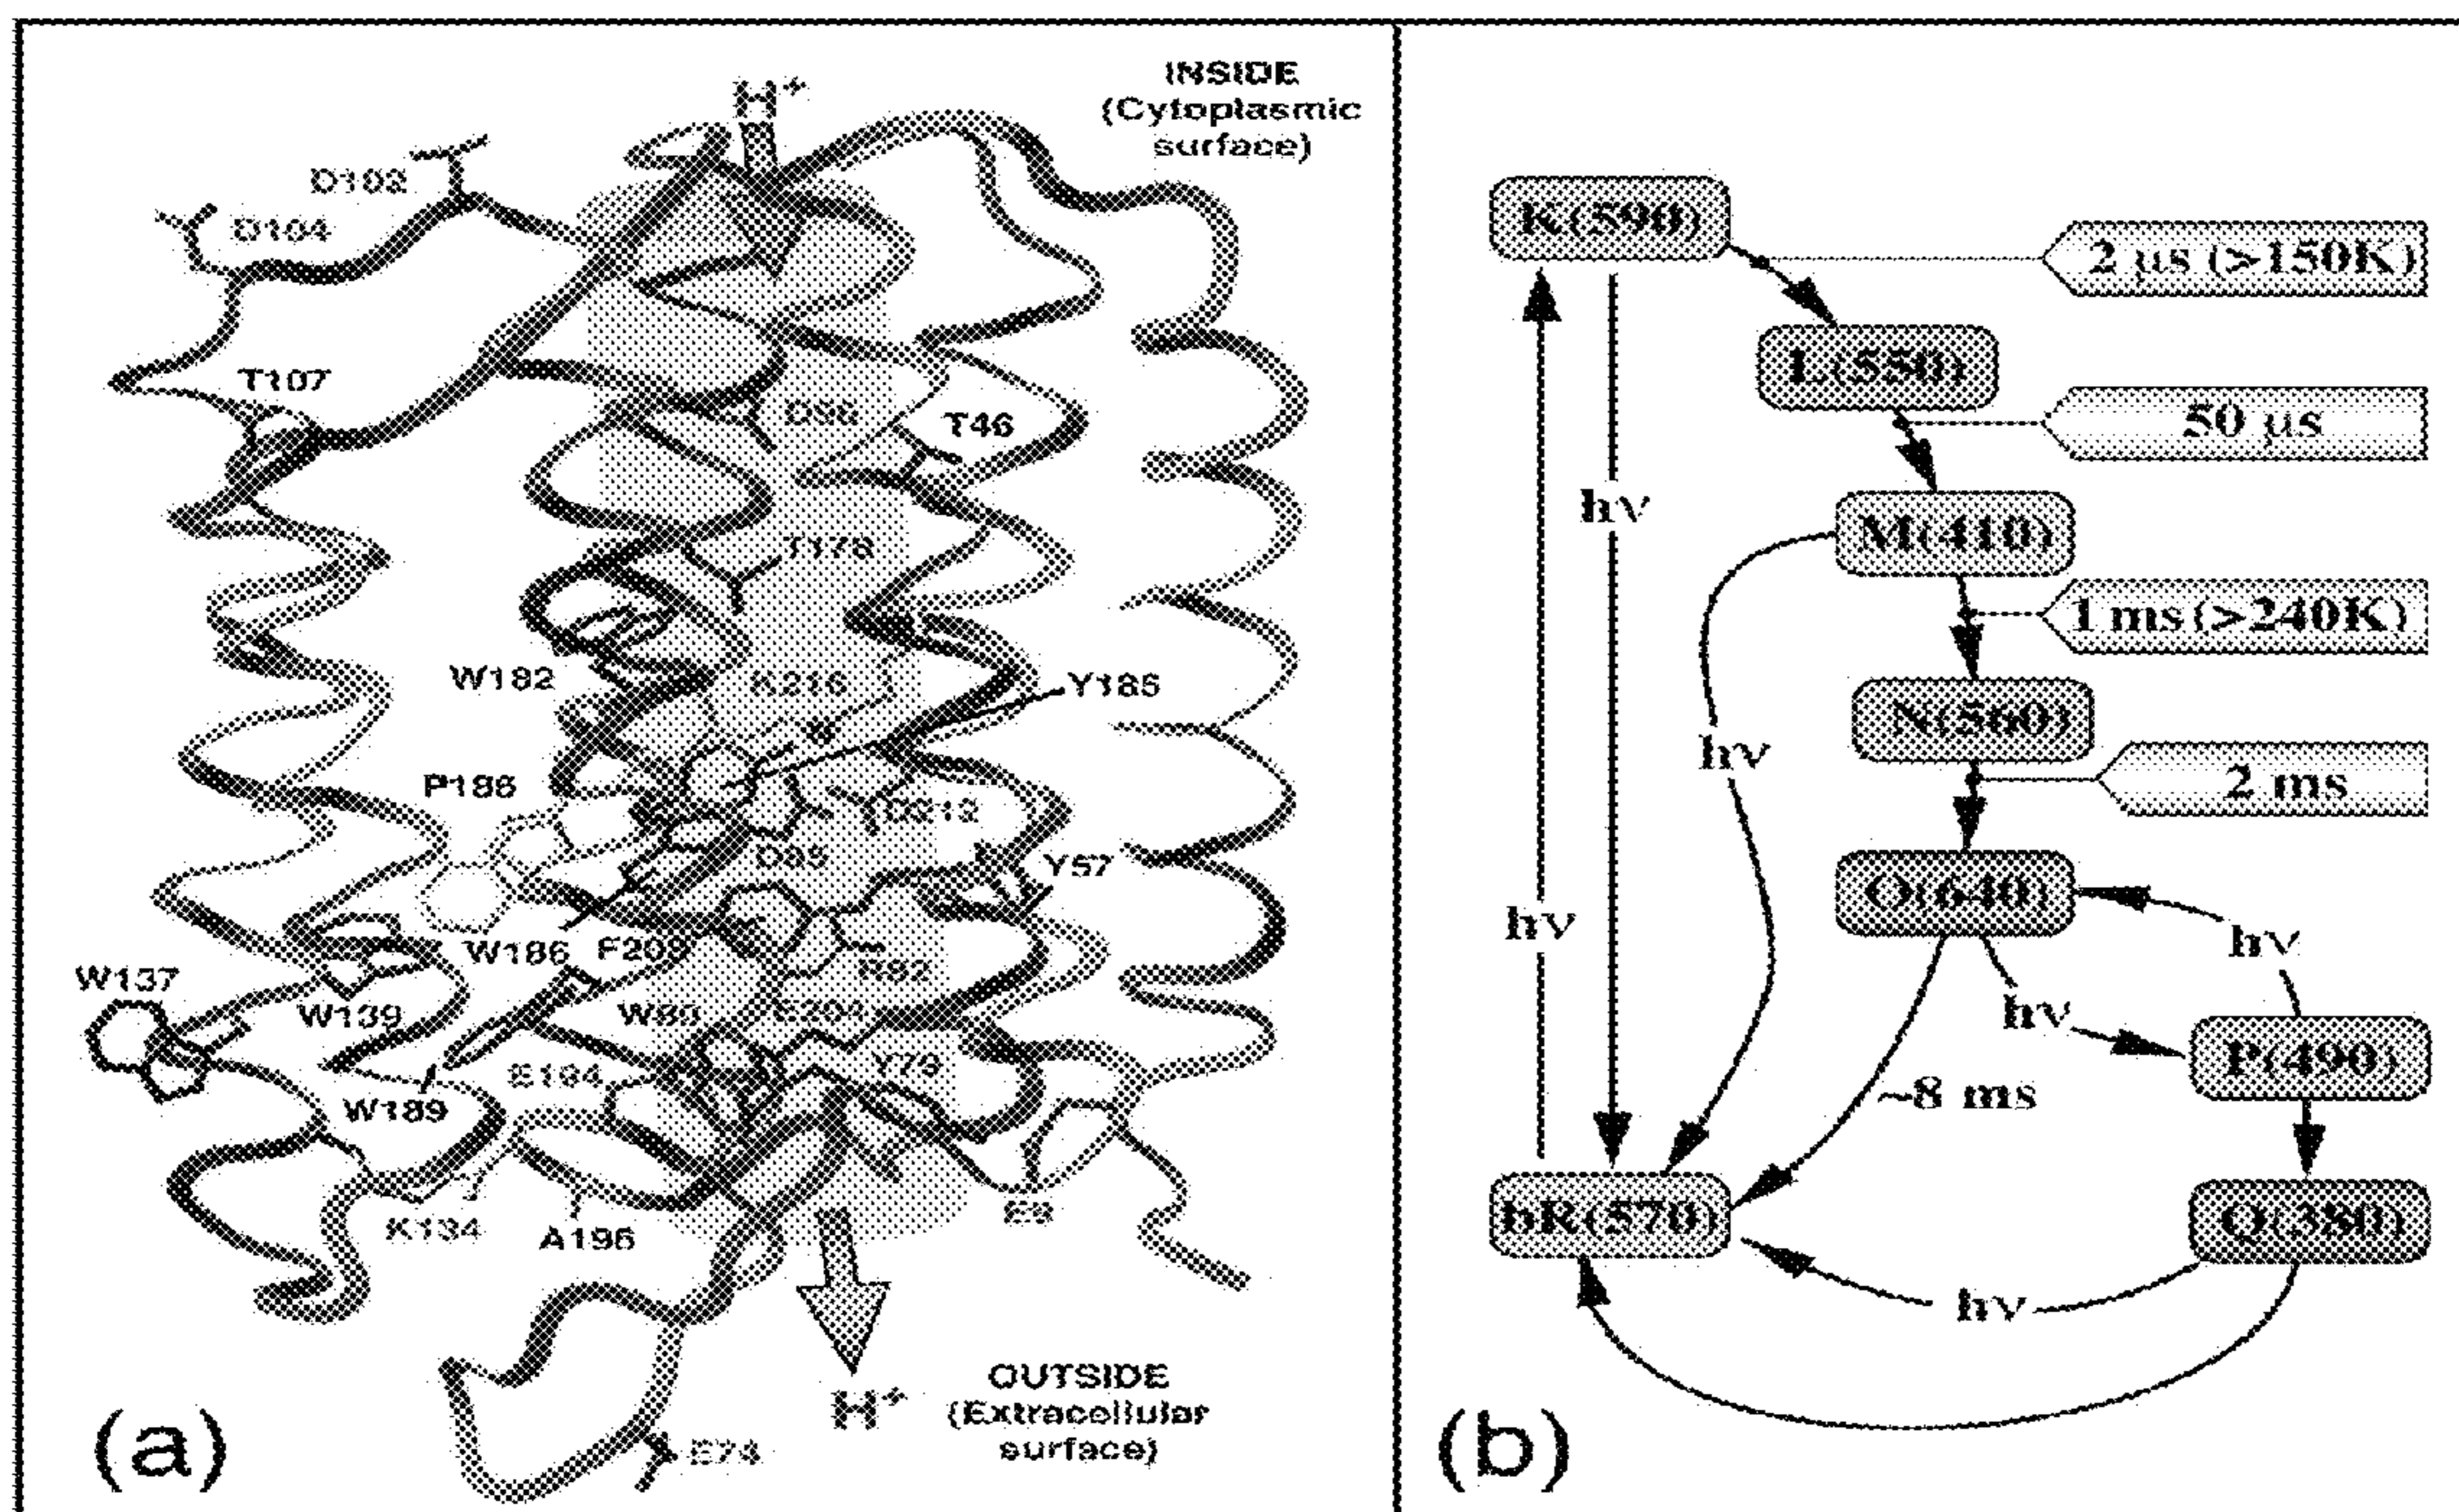 H⁺
INSIDE
(Cytoplasmic
surface)
D102
D104
T107
D96
T46
T178
W182
K216
Y185
P186
D212
D85
Y57
W186
F208
R82
W137
W139
W80
E204
E194
Y79
W189
K134
A196
E9
H⁺
OUTSIDE
(Extracellular
surface)
E74
(a)
K(590)
2 μs (>150K)
L(550)
50 μs
hν
M(410)
1 ms (>240K)
N(560)
hν
2 ms
O(640)
hν
hν
hν
P(490)
~8 ms
bR(570)
Q(380)
hν
(b)